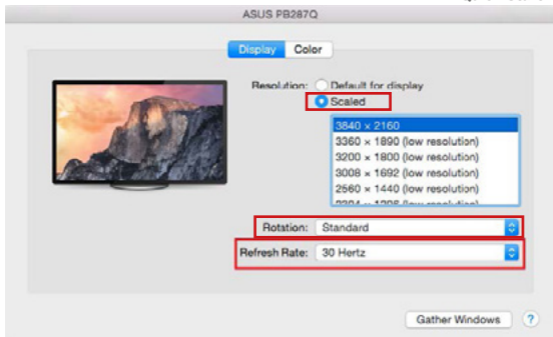 ASUS PB287Q
Display Color
Resolution: Default for display
Scaled
3840 × 2160
3360 × 1890 (low resolution)
3200 × 1800 (low resolution)
3008 × 1692 (low resolution)
2560 × 1440 (low resolution)
Rotation: Standard
Refresh Rate: 30 Hertz
Gather Windows ?